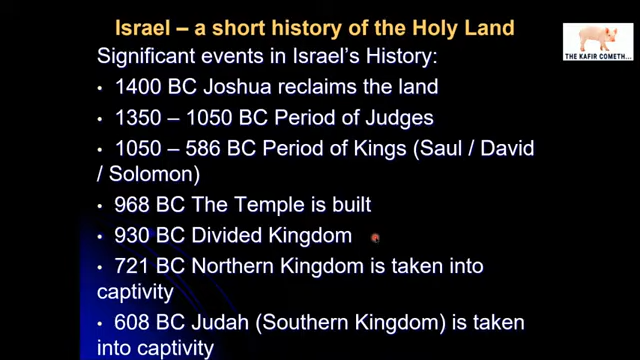 Israel – a short history of the Holy Land
THE KAFIR COMETH...
Significant events in Israel's History:
• 1400 BC Joshua reclaims the land
• 1350 – 1050 BC Period of Judges
• 1050 – 586 BC Period of Kings (Saul / David
/ Solomon)
• 968 BC The Temple is built
• 930 BC Divided Kingdom
• 721 BC Northern Kingdom is taken into
captivity
• 608 BC Judah (Southern Kingdom) is taken
into captivity